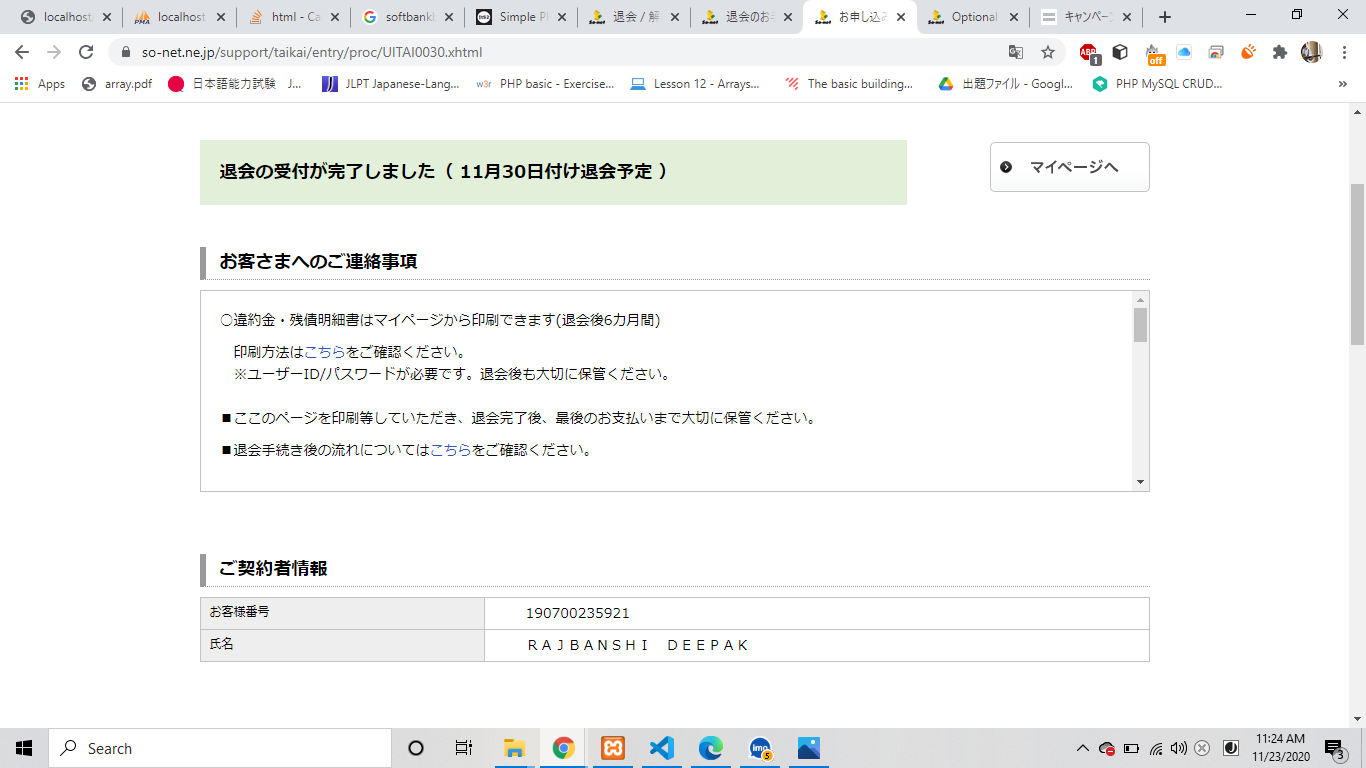 localhost
localhost
html - Ca
softbank
Simple P
退会 / 解
退会のお
お申し込み
Optional
キャンペーン
so-net.ne.jp/support/taikai/entry/proc/UITAI0030.xhtml
ABP
1
off
Apps
array.pdf
日本語能力試験 J...
JLPT Japanese-Lang...
w3r
PHP basic - Exercise...
Lesson 12 - Arrays...
The basic building...
出題ファイル - Googl...
PHP MySQL CRUD...
»
退会の受付が完了しました（ 11月30日付け退会予定 ）
マイページへ
お客さまへのご連絡事項
○違約金・残債明細書はマイページから印刷できます(退会後6カ月間)
印刷方法はこちらをご確認ください。
※ユーザーID/パスワードが必要です。退会後も大切に保管ください。
■ここのページを印刷等していただき、退会完了後、最後のお支払いまで大切に保管ください。
■退会手続き後の流れについてはこちらをご確認ください。
ご契約者情報
お客様番号 190700235921
氏名 ＲＡＪＢＡＮＳＨＩ　ＤＥＥＰＡＫ
Search
imo
5
11:24 AM
11/23/2020
3